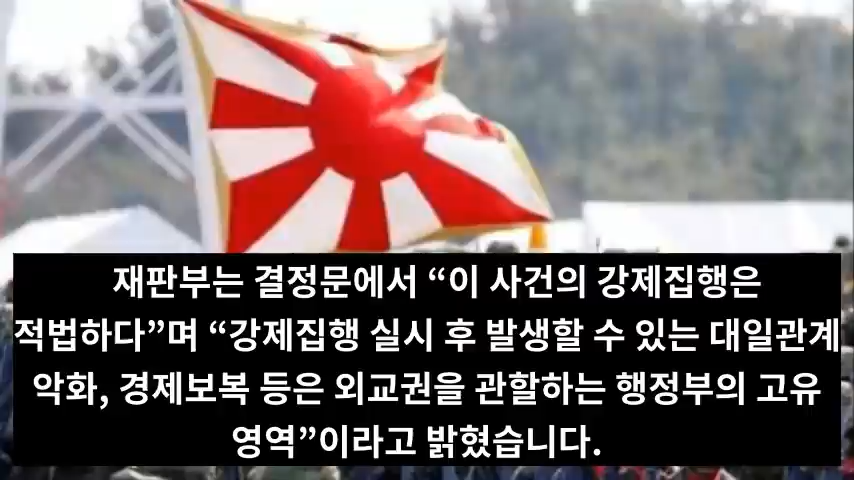 재판부는 결정문에서 “이 사건의 강제집행은
적법하다”며 “강제집행 실시 후 발생할 수 있는 대일관계
악화, 경제보복 등은 외교권을 관할하는 행정부의 고유
영역”이라고 밝혔습니다.